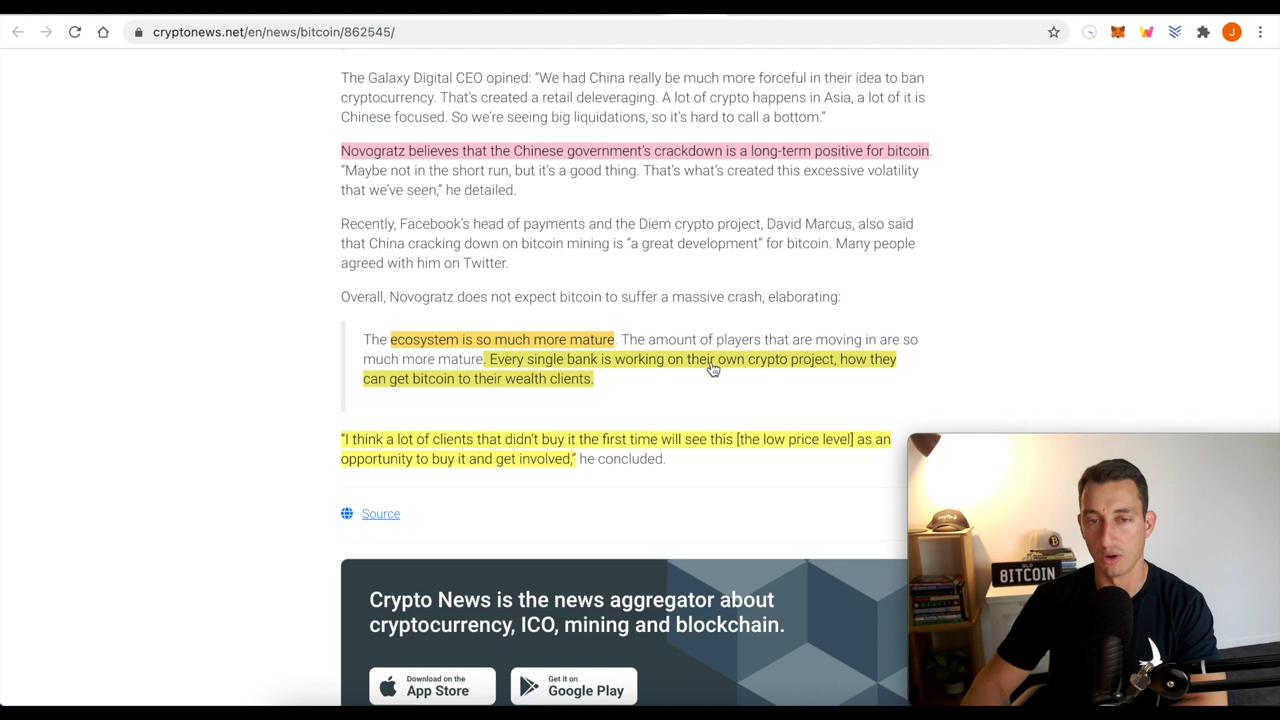 cryptonews.net/en/news/bitcoin/862545/
J
The Galaxy Digital CEO opined: “We had China really be much more forceful in their idea to ban
cryptocurrency. That’s created a retail deleveraging. A lot of crypto happens in Asia, a lot of it is
Chinese focused. So we’re seeing big liquidations, so it’s hard to call a bottom.”
Novogratz believes that the Chinese government’s crackdown is a long-term positive for bitcoin.
“Maybe not in the short run, but it’s a good thing. That’s what’s created this excessive volatility
that we’ve seen,” he detailed.
Recently, Facebook’s head of payments and the Diem crypto project, David Marcus, also said
that China cracking down on bitcoin mining is “a great development” for bitcoin. Many people
agreed with him on Twitter.
Overall, Novogratz does not expect bitcoin to suffer a massive crash, elaborating:
The ecosystem is so much more mature. The amount of players that are moving in are so
much more mature. Every single bank is working on their own crypto project, how they
can get bitcoin to their wealth clients.
“I think a lot of clients that didn’t buy it the first time will see this [the low price level] as an
opportunity to buy it and get involved,” he concluded.
Source
Crypto News is the news aggregator about
cryptocurrency, ICO, mining and blockchain.
Download on the
App Store
Get it on
Google Play
8ITCOIN